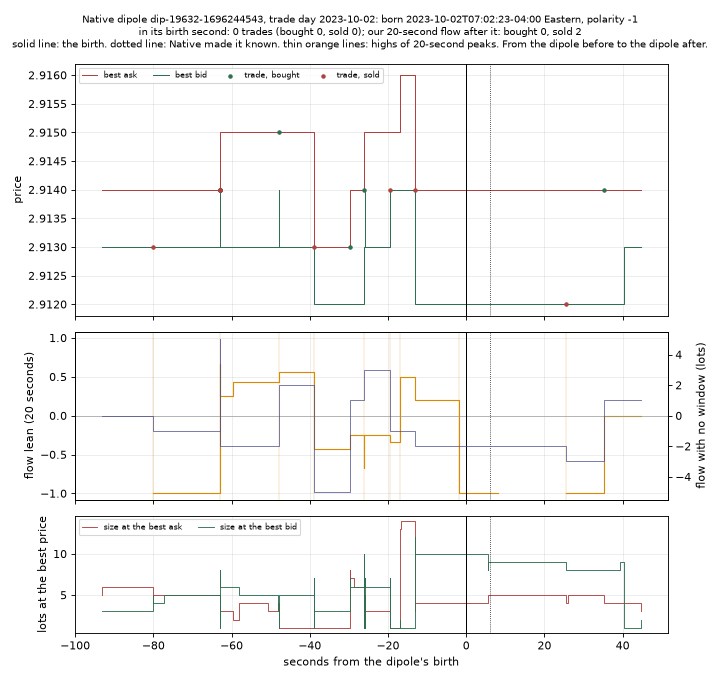 Native dipole dip-19632-1696244543, trade day 2023-10-02: born 2023-10-02T07:02:23-04:00 Eastern, polarity -1
in its birth second: 0 trades (bought 0, sold 0); our 20-second flow after it: bought 0, sold 2
solid line: the birth. dotted line: Native made it known. thin orange lines: highs of 20-second peaks. From the dipole before to the dipole after.
best ask
best bid
trade, bought
trade, sold
2.9160
2.9155
2.9150
2.9145
2.9140
2.9135
2.9130
2.9125
2.9120
price
1.0
0.5
0.0
−0.5
−1.0
flow lean (20 seconds)
4
2
0
−2
−4
flow with no window (lots)
size at the best ask
size at the best bid
10
5
lots at the best price
−100
−80
−60
−40
−20
0
20
40
seconds from the dipole's birth